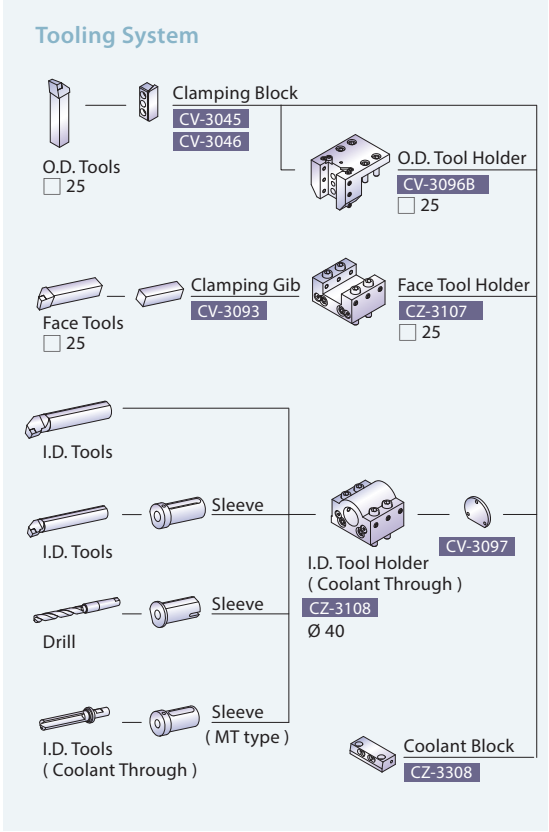 Tooling System
Clamping Block
CV-3045
CV-3046
O.D. Tools
□ 25
O.D. Tool Holder
CV-3096B
□ 25
Clamping Gib
CV-3093
Face Tools
□ 25
Face Tool Holder
CZ-3107
□ 25
I.D. Tools
Sleeve
I.D. Tools
CV-3097
I.D. Tool Holder
( Coolant Through )
CZ-3108
Ø 40
Sleeve
Drill
Sleeve
( MT type )
I.D. Tools
( Coolant Through )
Coolant Block
CZ-3308